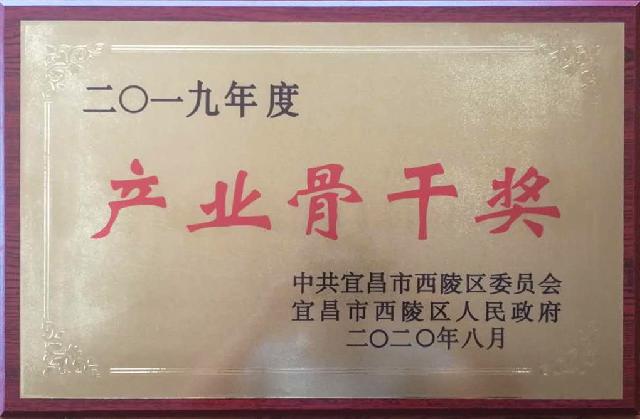 二〇一九年度
产业骨干奖
中共宜昌市西陵区委员会
宜昌市西陵区人民政府
二〇二〇年八月